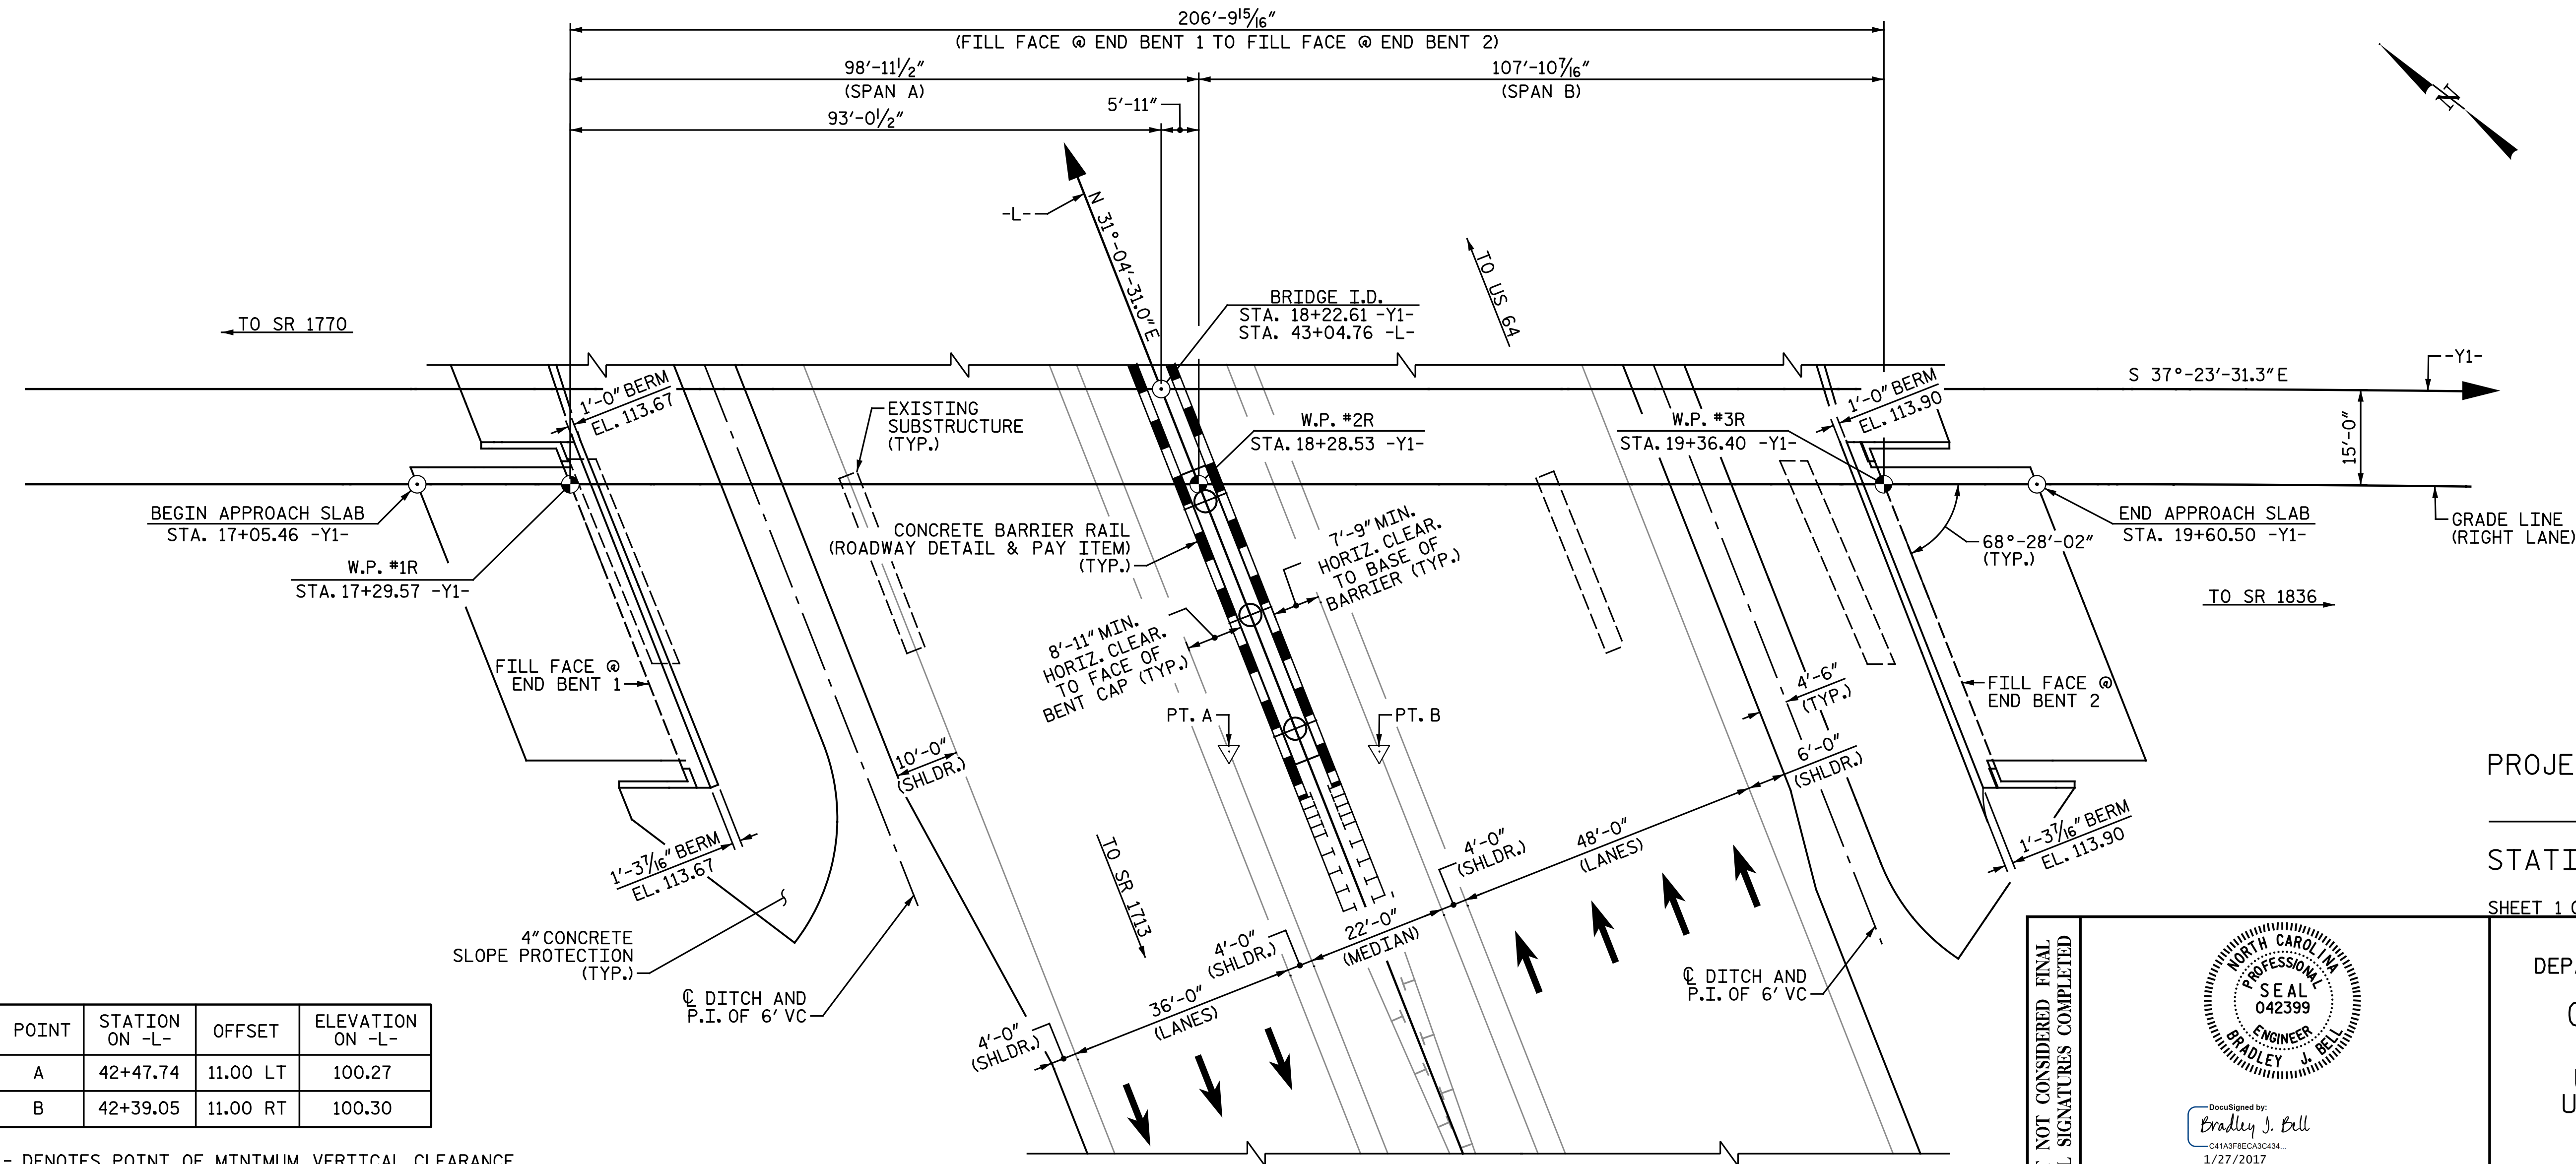 206'-9 15/16"
(FILL FACE @ END BENT 1 TO FILL FACE @ END BENT 2)
98'-11 1/2"
(SPAN A)
107'-10 7/16"
(SPAN B)
5'-11"
93'-0 1/2"
N
-L-
N 31°-04'-31.0"E
TO US 64
BRIDGE I.D.
STA. 18+22.61 -Y1-
STA. 43+04.76 -L-
TO SR 1770
-Y1-
S 37°-23'-31.3"E
1'-0" BERM
EL. 113.67
EXISTING
SUBSTRUCTURE
(TYP.)
W.P. #2R
STA. 18+28.53 -Y1-
W.P. #3R
STA. 19+36.40 -Y1-
1'-0" BERM
EL. 113.90
15'-0"
BEGIN APPROACH SLAB
STA. 17+05.46 -Y1-
W.P. #1R
STA. 17+29.57 -Y1-
CONCRETE BARRIER RAIL
(ROADWAY DETAIL & PAY ITEM)
(TYP.)
7'-9" MIN.
HORIZ. CLEAR.
TO BASE OF
BARRIER (TYP.)
68°-28'-02"
(TYP.)
END APPROACH SLAB
STA. 19+60.50 -Y1-
GRADE LINE
(RIGHT LANE)
TO SR 1836
8'-11" MIN.
HORIZ. CLEAR.
TO FACE OF
BENT CAP (TYP.)
FILL FACE @
END BENT 1
FILL FACE @
END BENT 2
4'-6"
(TYP.)
PT. A
PT. B
10'-0"
(SHLDR.)
6'-0"
(SHLDR.)
1'-3 7/16" BERM
EL. 113.67
TO SR 1713
4'-0"
(SHLDR.)
48'-0"
(LANES)
1'-3 7/16" BERM
EL. 113.90
4" CONCRETE
SLOPE PROTECTION
(TYP.)
4'-0"
(SHLDR.)
22'-0"
(MEDIAN)
℄ DITCH AND
P.I. OF 6' VC
℄ DITCH AND
P.I. OF 6' VC
36'-0"
(LANES)
4'-0"
(SHLDR.)
POINT STATION ON -L- OFFSET ELEVATION ON -L-
A 42+47.74 11.00 LT 100.27
B 42+39.05 11.00 RT 100.30
- DENOTES POINT OF MINIMUM VERTICAL CLEARANCE
PROJE
STATI
SHEET 1 O
NOT CONSIDERED FINAL
SIGNATURES COMPLETED
NORTH CAROLINA
PROFESSIONAL
SEAL
042399
ENGINEER
BRADLEY J. BELL
DocuSigned by:
Bradley J. Bell
C41A3F8ECA3C434...
1/27/2017
DEPA
U